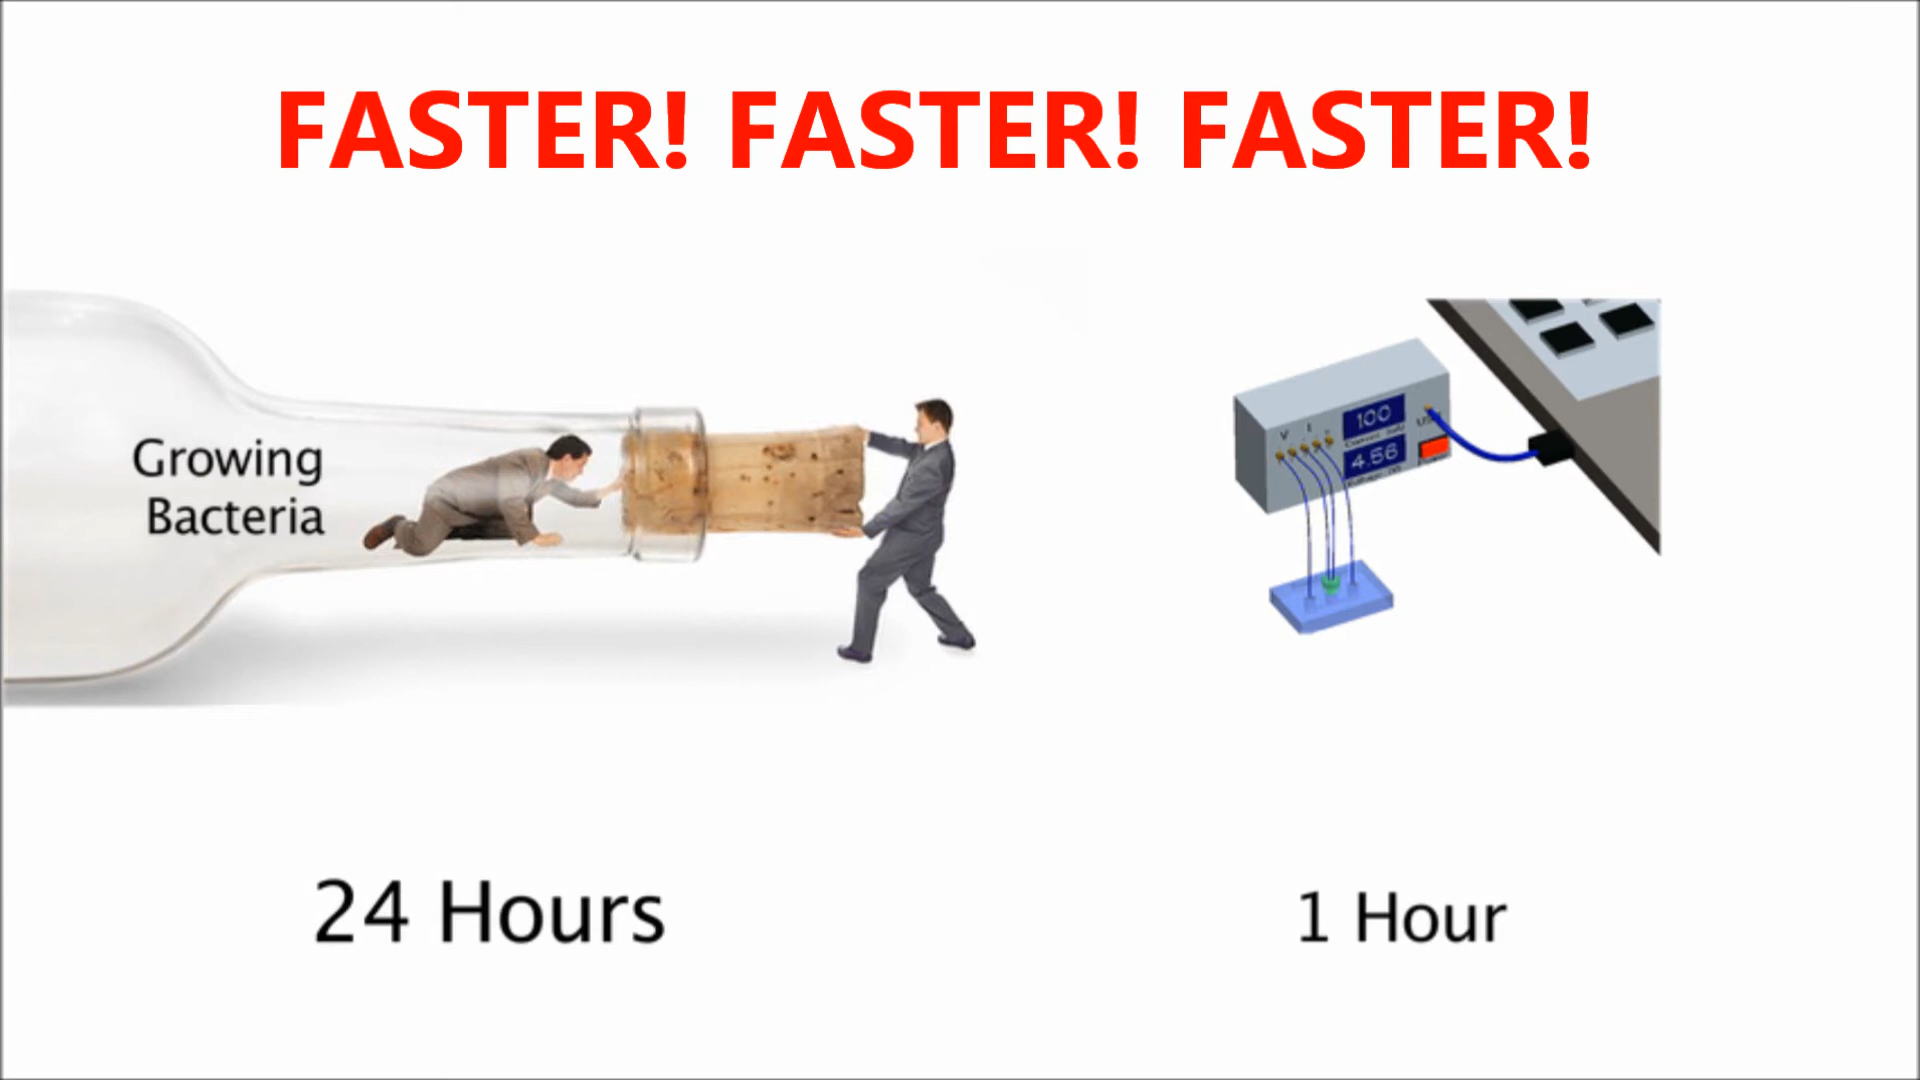 FASTER! FASTER! FASTER!
Growing
Bacteria
V I
100
4.56
24 Hours
1 Hour